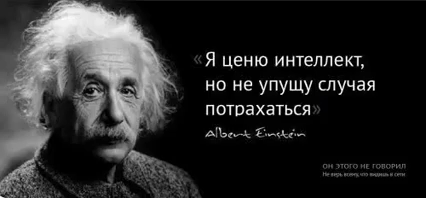 «Я ценю интеллект,
но не упущу случая
потрахаться»
Albert Einstein
ОН ЭТОГО НЕ ГОВОРИЛ
Не верь всему, что видишь в сети